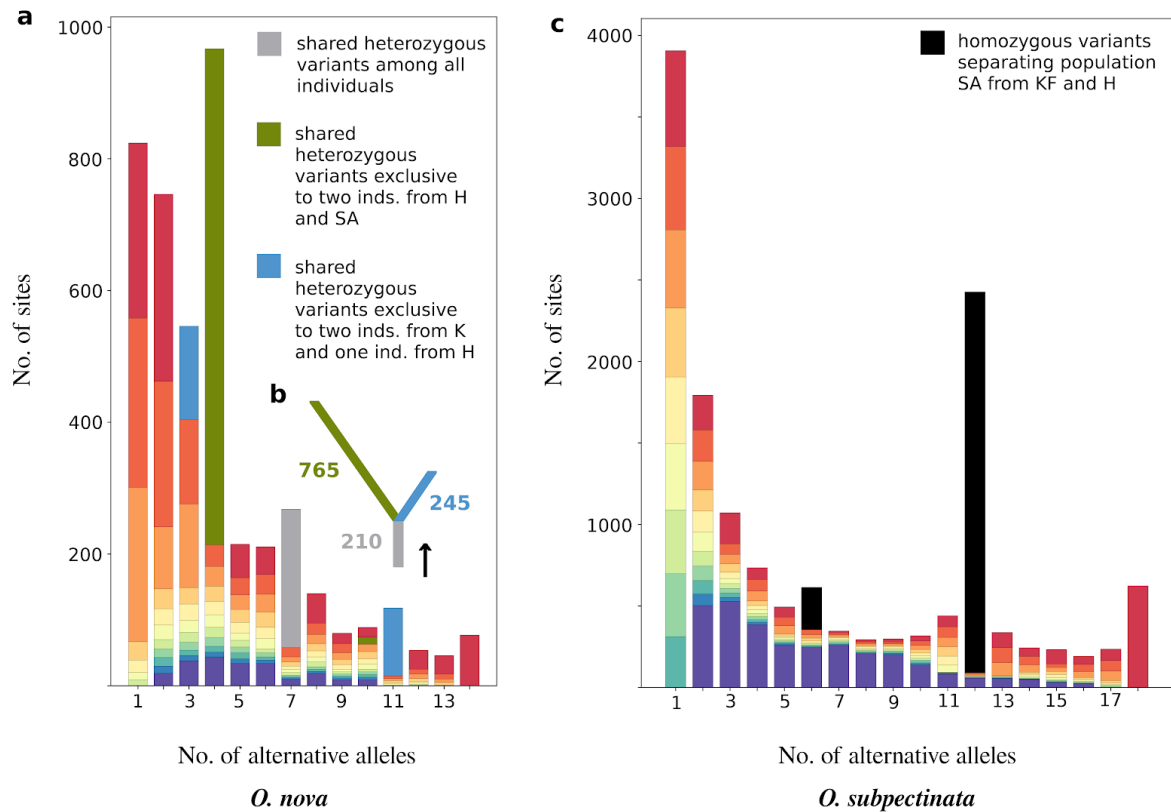 a
1000
800
600
400
200
No. of sites
shared heterozygous
variants among all
individuals
shared
heterozygous
variants exclusive
to two inds. from H
and SA
shared
heterozygous
variants exclusive
to two inds. from K
and one ind. from H
b
765
245
210
1 3 5 7 9 11 13
No. of alternative alleles
O. nova
c
4000
3000
2000
1000
No. of sites
homozygous variants
separating population
SA from KF and H
1 3 5 7 9 11 13 15 17
No. of alternative alleles
O. subpectinata